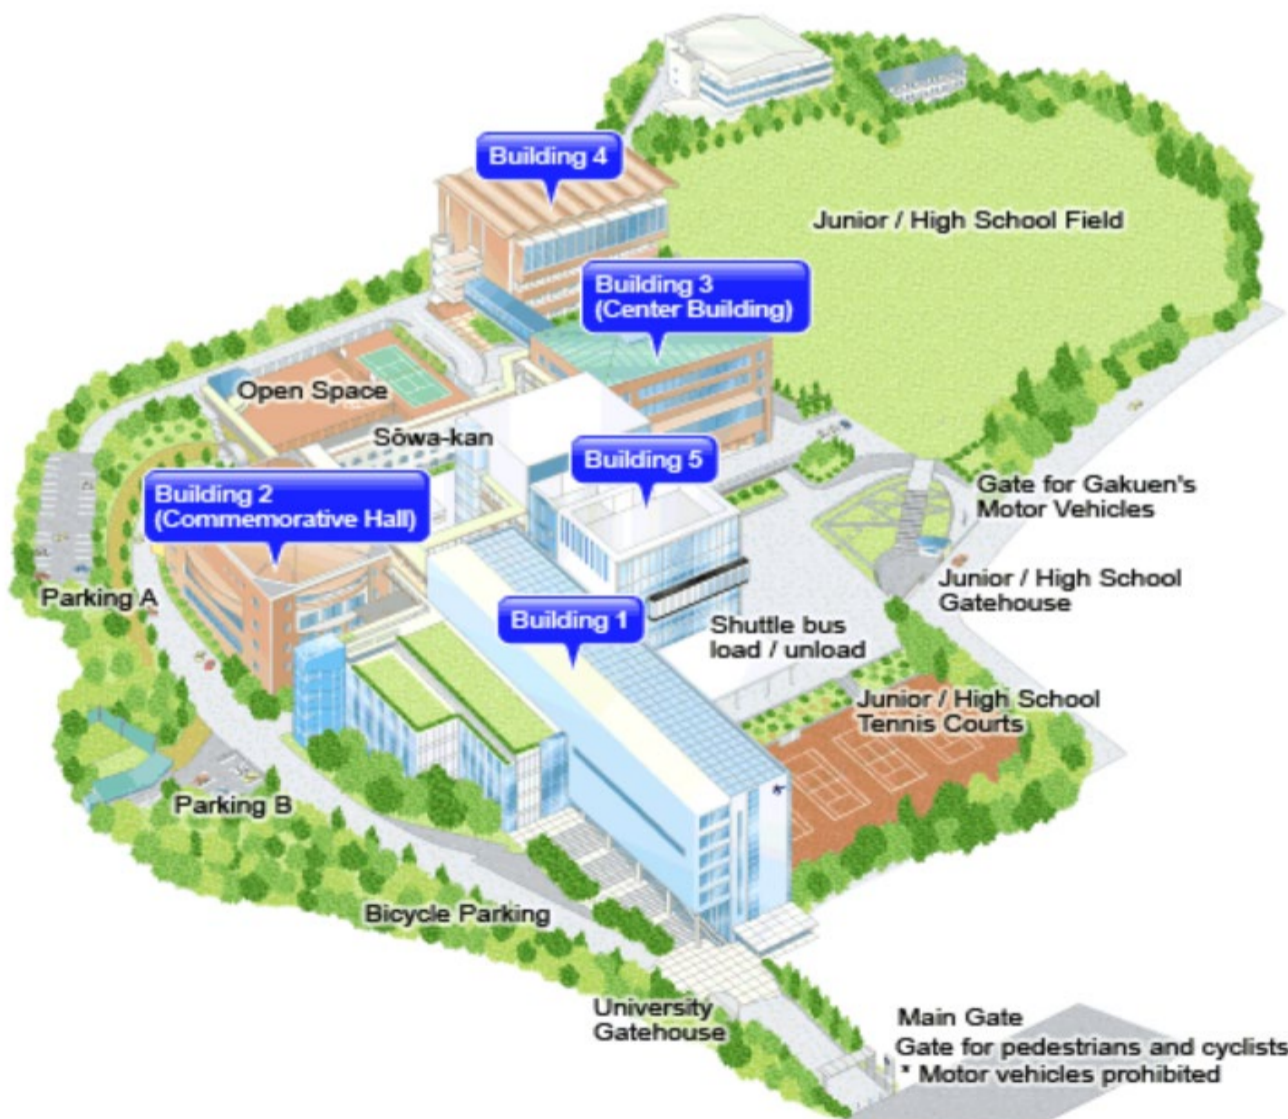 Building 4
Junior / High School Field
Building 3
(Center Building)
Open Space
Sōwa-kan
Building 5
Building 2
(Commemorative Hall)
Gate for Gakuen's
Motor Vehicles
Parking A
Junior / High School
Gatehouse
Building 1
Shuttle bus
load / unload
Junior / High School
Tennis Courts
Parking B
Bicycle Parking
University
Gatehouse
Main Gate
Gate for pedestrians and cyclists
* Motor vehicles prohibited